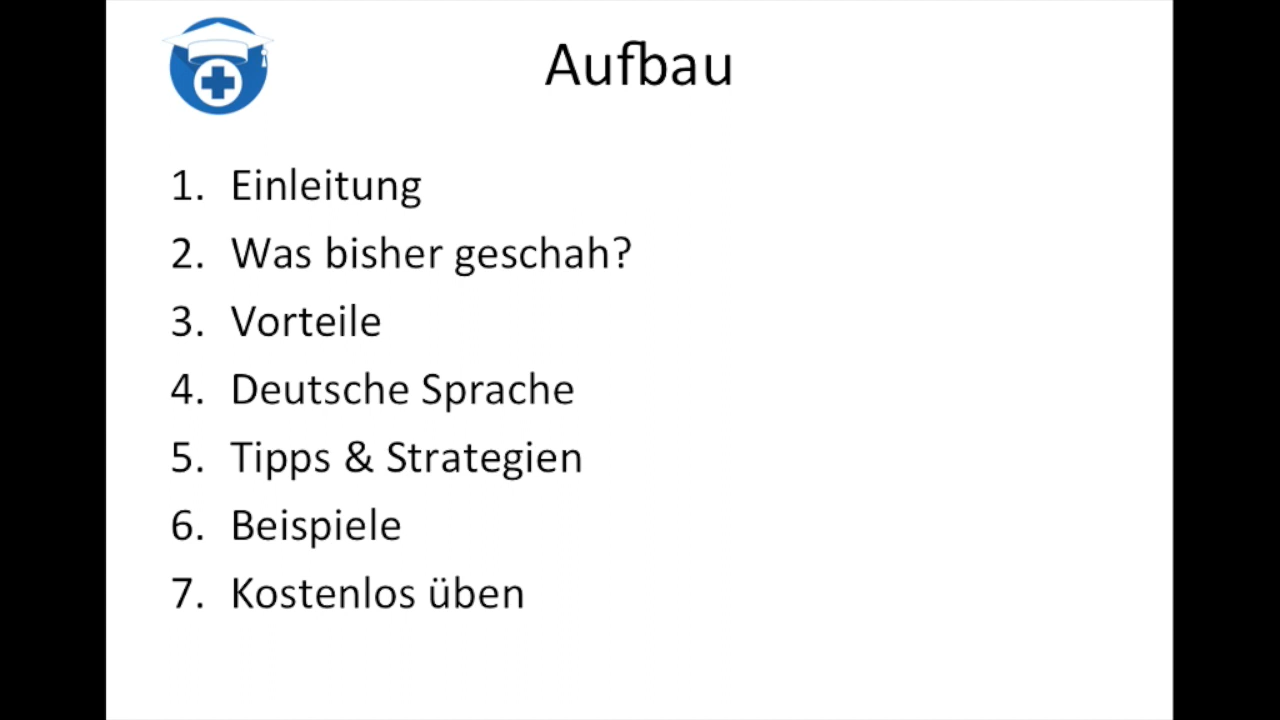 Aufbau
1. Einleitung
2. Was bisher geschah?
3. Vorteile
4. Deutsche Sprache
5. Tipps & Strategien
6. Beispiele
7. Kostenlos üben